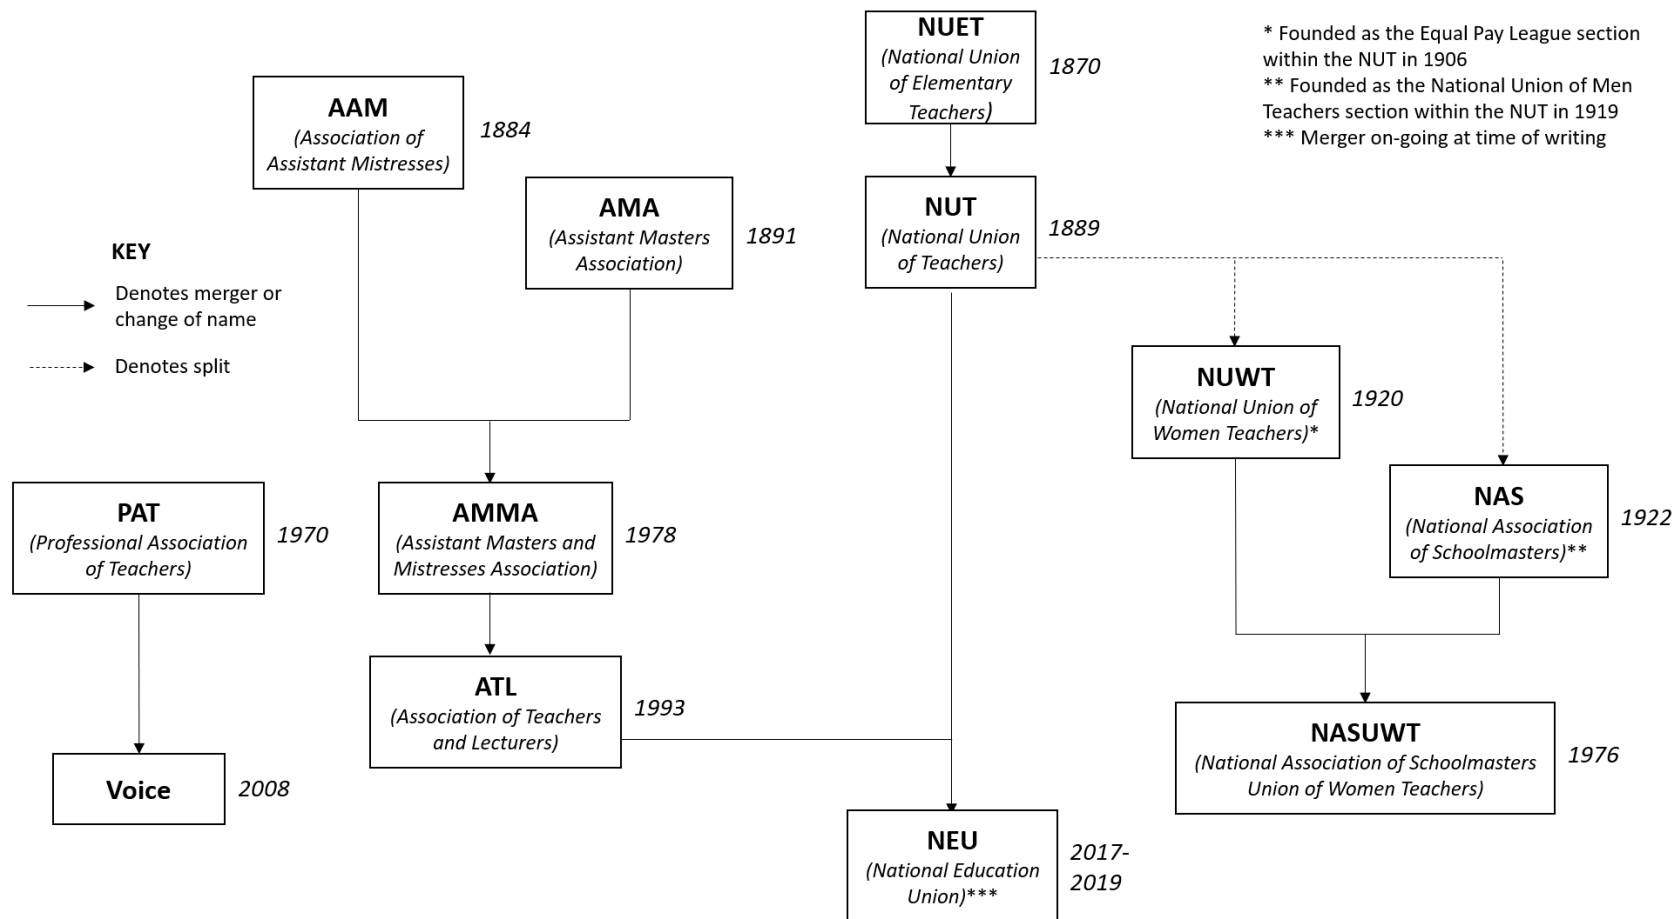 NUET
(National Union
of Elementary
Teachers)
1870
* Founded as the Equal Pay League section
within the NUT in 1906
** Founded as the National Union of Men
Teachers section within the NUT in 1919
*** Merger on-going at time of writing
AAM
(Association of
Assistant Mistresses)
1884
AMA
(Assistant Masters
Association)
1891
NUT
(National Union
of Teachers)
1889
KEY
Denotes merger or
change of name
Denotes split
NUWT
(National Union of
Women Teachers)*
1920
NAS
(National Association
of Schoolmasters)**
1922
PAT
(Professional Association
of Teachers)
1970
AMMA
(Assistant Masters and
Mistresses Association)
1978
ATL
(Association of Teachers
and Lecturers)
1993
NASUWT
(National Association of Schoolmasters
Union of Women Teachers)
1976
Voice
2008
NEU
(National Education
Union)***
2017-
2019